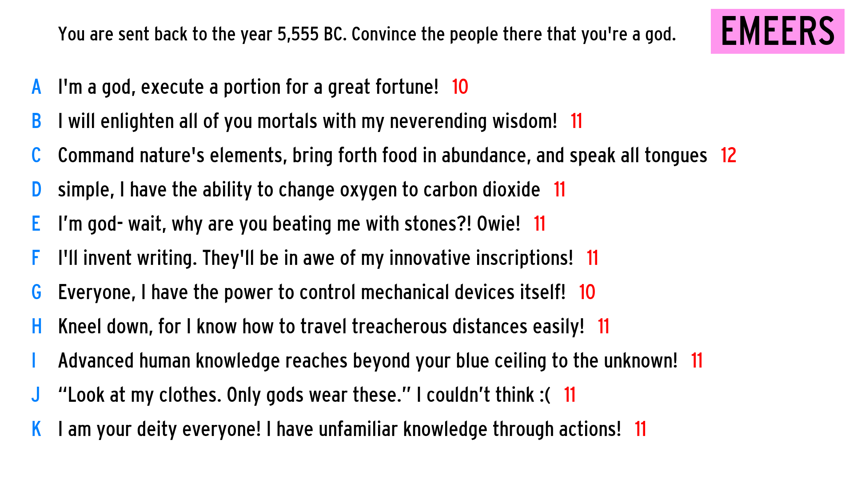 You are sent back to the year 5,555 BC. Convince the people there that you're a god.
EMEERS
A I'm a god, execute a portion for a great fortune! 10
B I will enlighten all of you mortals with my neverending wisdom! 11
C Command nature's elements, bring forth food in abundance, and speak all tongues 12
D simple, I have the ability to change oxygen to carbon dioxide 11
E I’m god- wait, why are you beating me with stones?! Owie! 11
F I'll invent writing. They'll be in awe of my innovative inscriptions! 11
G Everyone, I have the power to control mechanical devices itself! 10
H Kneel down, for I know how to travel treacherous distances easily! 11
I Advanced human knowledge reaches beyond your blue ceiling to the unknown! 11
J “Look at my clothes. Only gods wear these.” I couldn’t think :( 11
K I am your deity everyone! I have unfamiliar knowledge through actions! 11